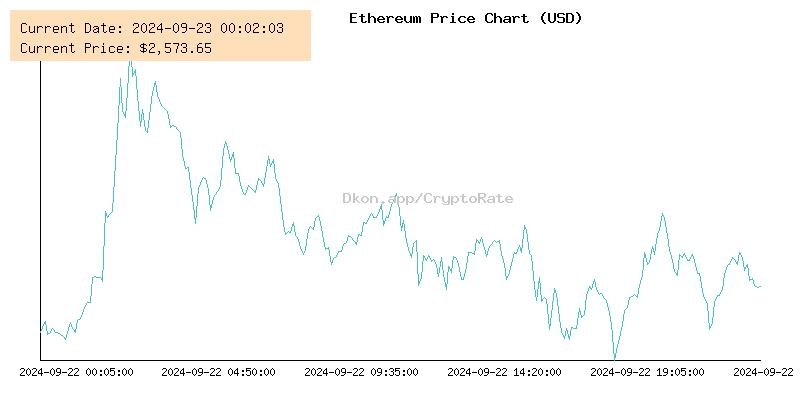 Ethereum Price Chart (USD)
Current Date: 2024-09-23 00:02:03
Current Price: $2,573.65
Dkon.app/CryptoRate
2024-09-22 00:05:00 2024-09-22 04:50:00 2024-09-22 09:35:00 2024-09-22 14:20:00 2024-09-22 19:05:00 2024-09-22